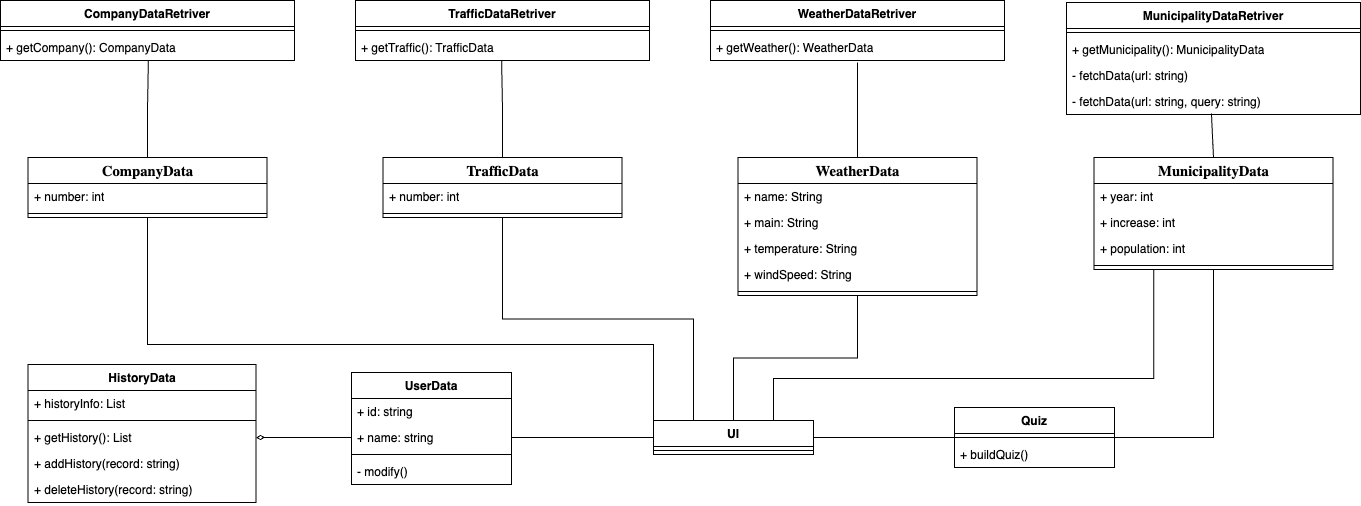 CompanyDataRetriver
+ getCompany(): CompanyData
TrafficDataRetriver
+ getTraffic(): TrafficData
WeatherDataRetriver
+ getWeather(): WeatherData
MunicipalityDataRetriver
+ getMunicipality(): MunicipalityData
- fetchData(url: string)
- fetchData(url: string, query: string)
CompanyData
+ number: int
TrafficData
+ number: int
WeatherData
+ name: String
+ main: String
+ temperature: String
+ windSpeed: String
MunicipalityData
+ year: int
+ increase: int
+ population: int
HistoryData
+ historyInfo: List
+ getHistory(): List
+ addHistory(record: string)
+ deleteHistory(record: string)
UserData
+ id: string
+ name: string
- modify()
UI
Quiz
+ buildQuiz()